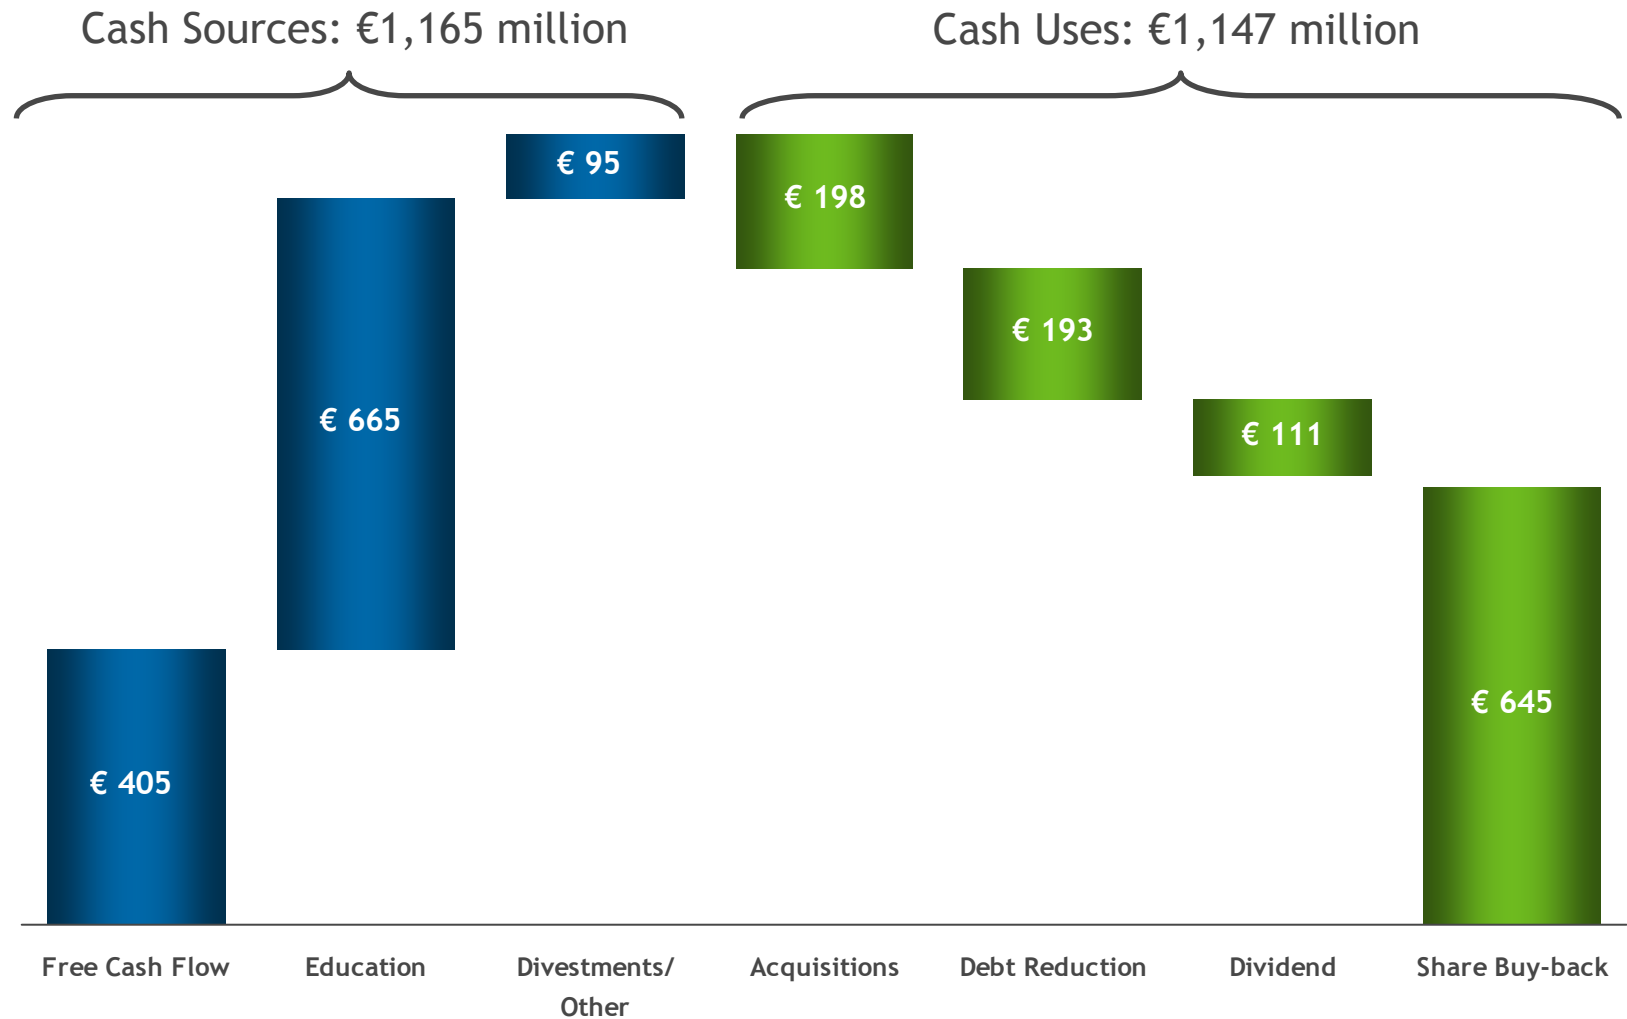 Cash Sources: €1,165 million
Cash Uses: €1,147 million
€ 95
€ 198
€ 193
€ 665
€ 111
€ 645
€ 405
Free Cash Flow
Education
Divestments/
Other
Acquisitions
Debt Reduction
Dividend
Share Buy-back